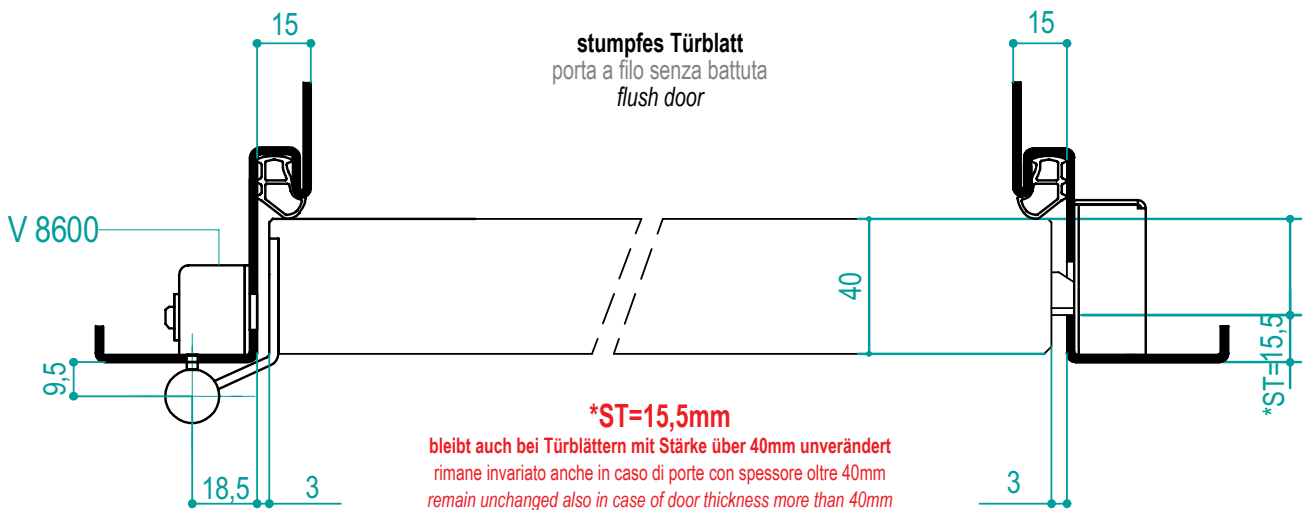 15
stumpfes Türblatt
porta a filo senza battuta
flush door
15
V 8600
40
*ST=15,5
9,5
*ST=15,5mm
bleibt auch bei Türblättern mit Stärke über 40mm unverändert
rimane invariato anche in caso di porte con spessore oltre 40mm
remain unchanged also in case of door thickness more than 40mm
18,5
3
3